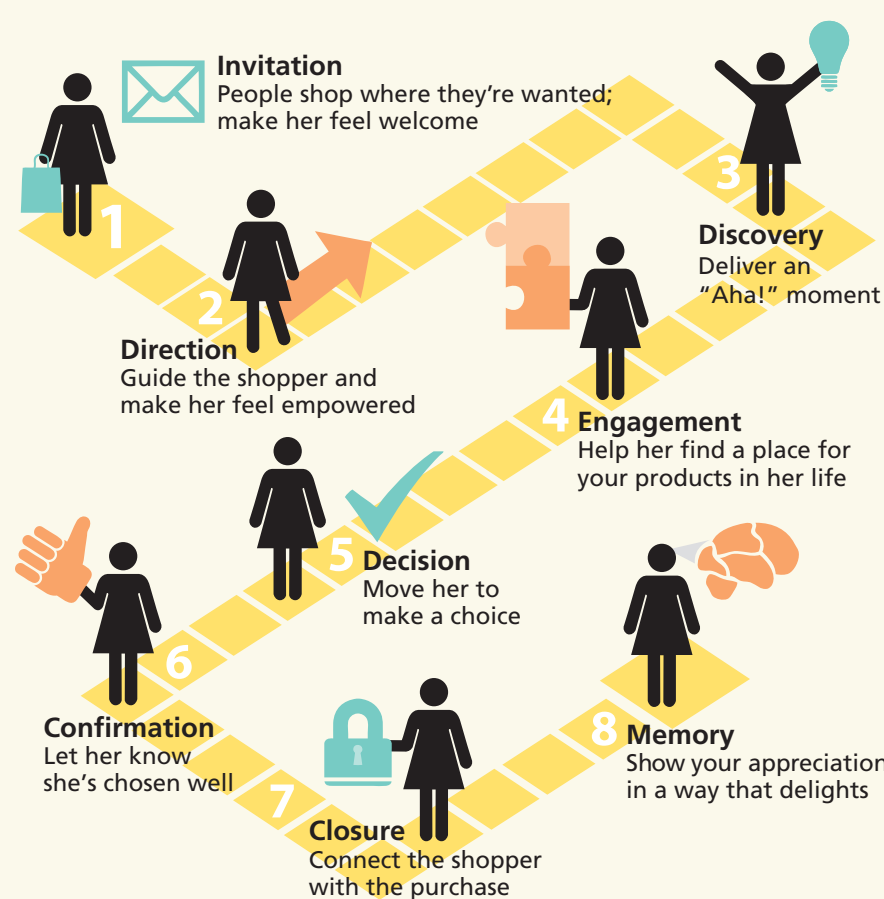 1
Invitation
People shop where they're wanted;
make her feel welcome
2
Direction
Guide the shopper and
make her feel empowered
3
Discovery
Deliver an
“Aha!” moment
4
Engagement
Help her find a place for
your products in her life
5
Decision
Move her to
make a choice
6
Confirmation
Let her know
she's chosen well
7
Closure
Connect the shopper
with the purchase
8
Memory
Show your appreciation
in a way that delights